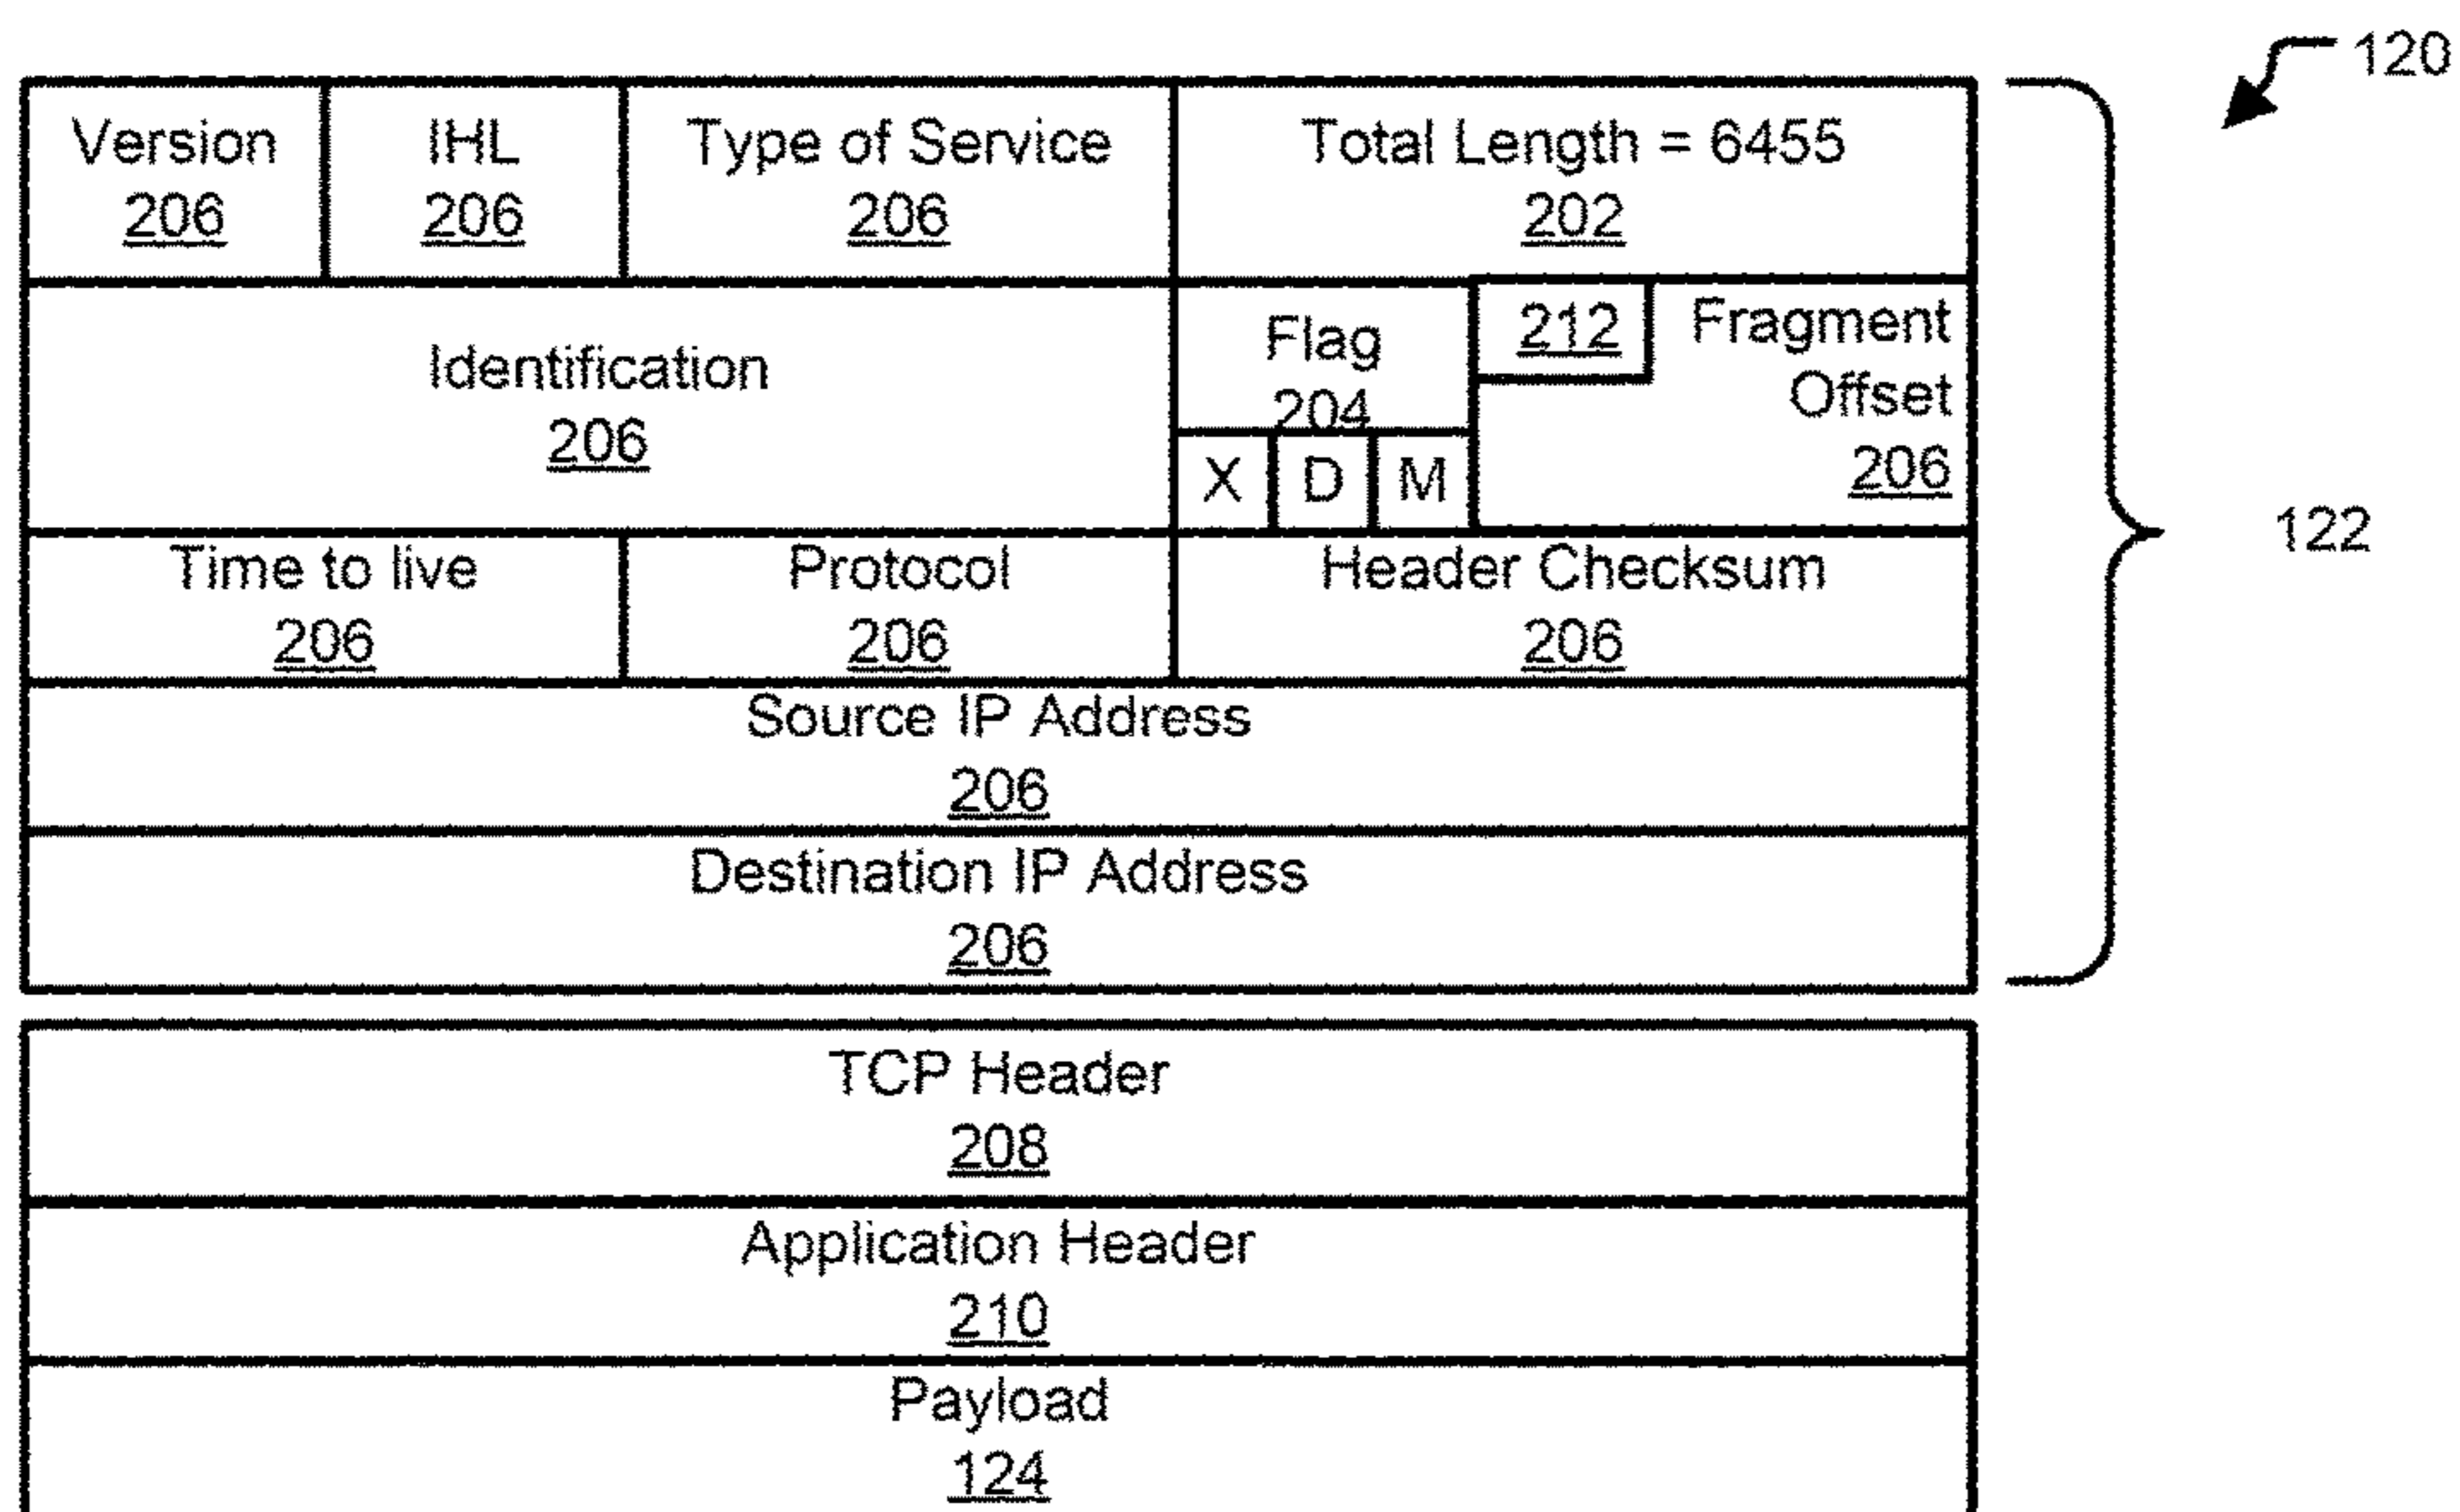 120
Version
206
IHL
206
Type of Service
206
Total Length = 6455
202
Identification
206
Flag
204
X
D
M
212
Fragment
Offset
206
122
Time to live
206
Protocol
206
Header Checksum
206
Source IP Address
206
Destination IP Address
206
TCP Header
208
Application Header
210
Payload
124